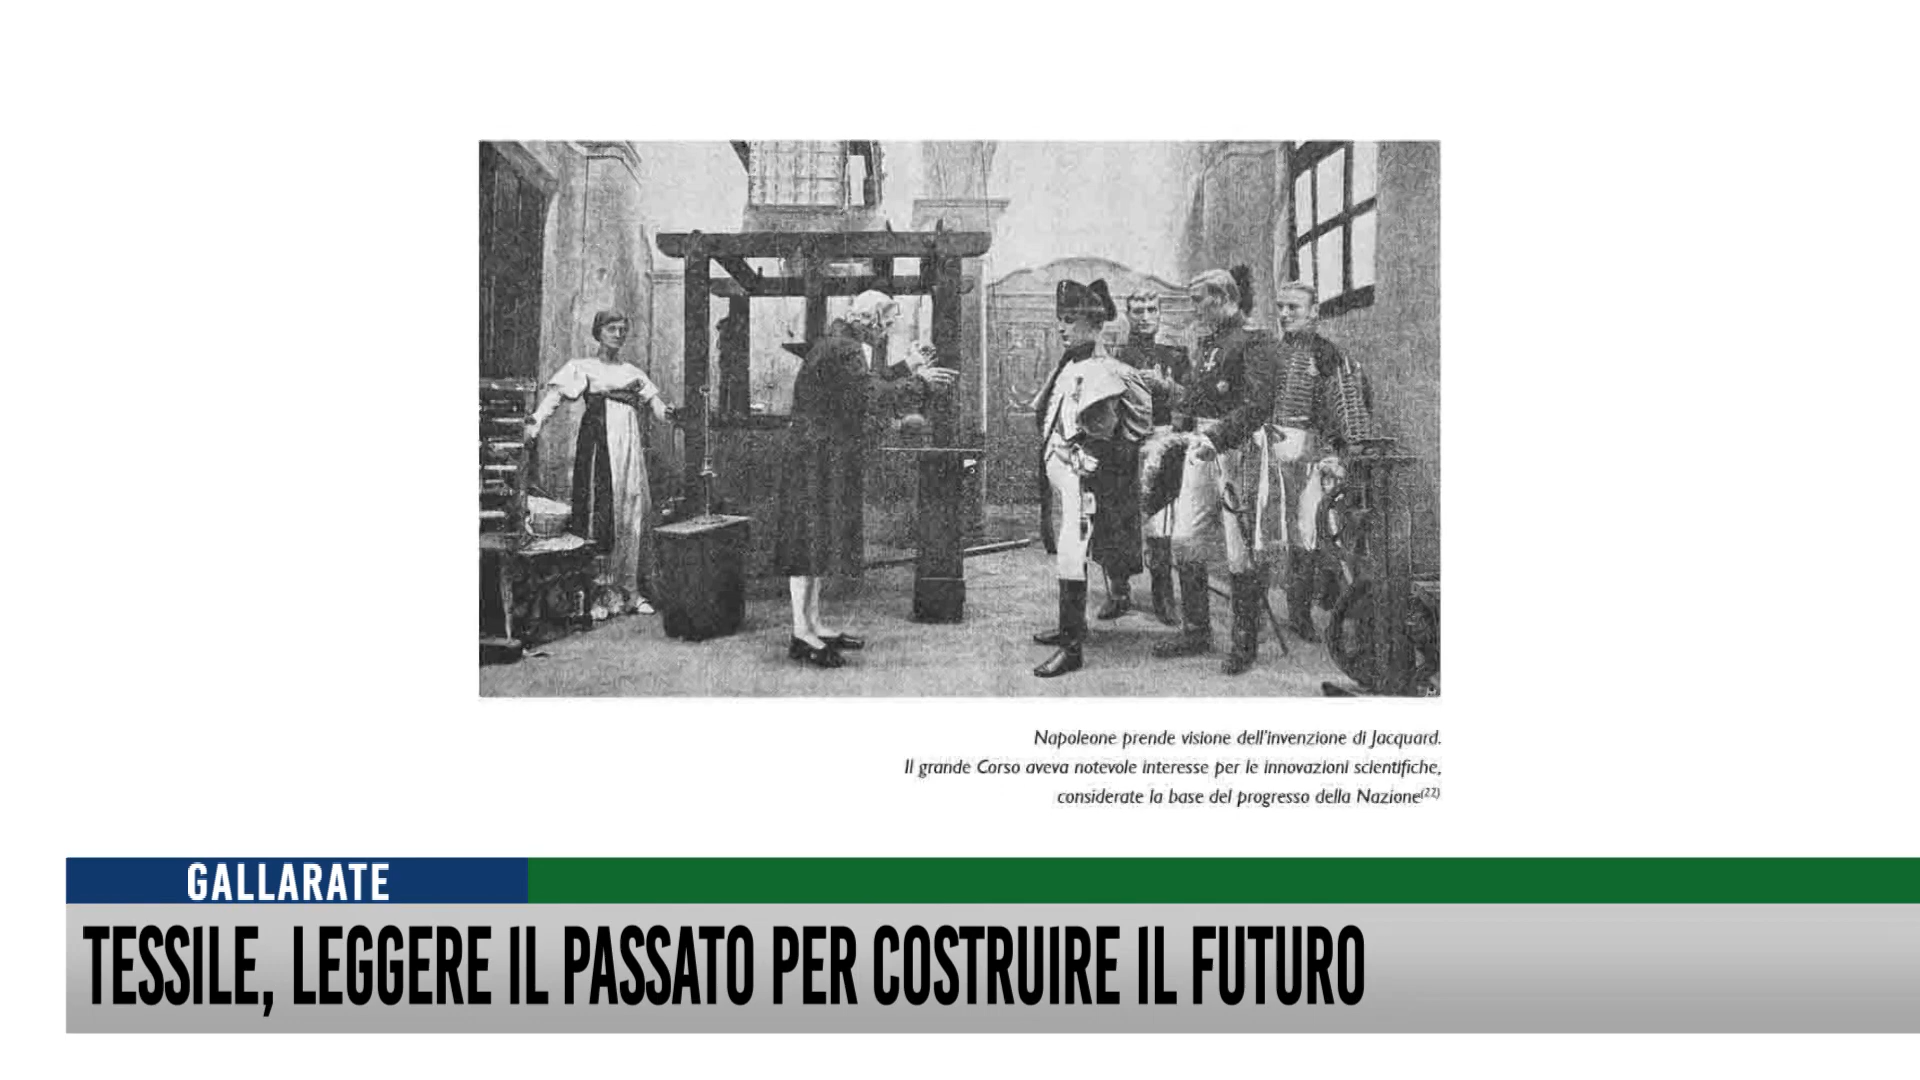 Napoleone prende visione dell'invenzione di Jacquard.
Il grande Corso aveva notevole interesse per le innovazioni scientifiche,
considerate la base del progresso della Nazione(22)
GALLARATE
TESSILE, LEGGERE IL PASSATO PER COSTRUIRE IL FUTURO